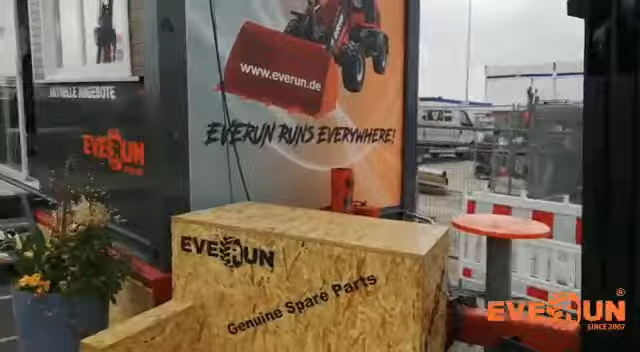 www.everun.de
EVERUN RUNS EVERYWHERE!
AKTUELLE ANGEBOTE
EVERUN
EVERUN
Genuine Spare Parts
EVERUN®
SINCE 2007